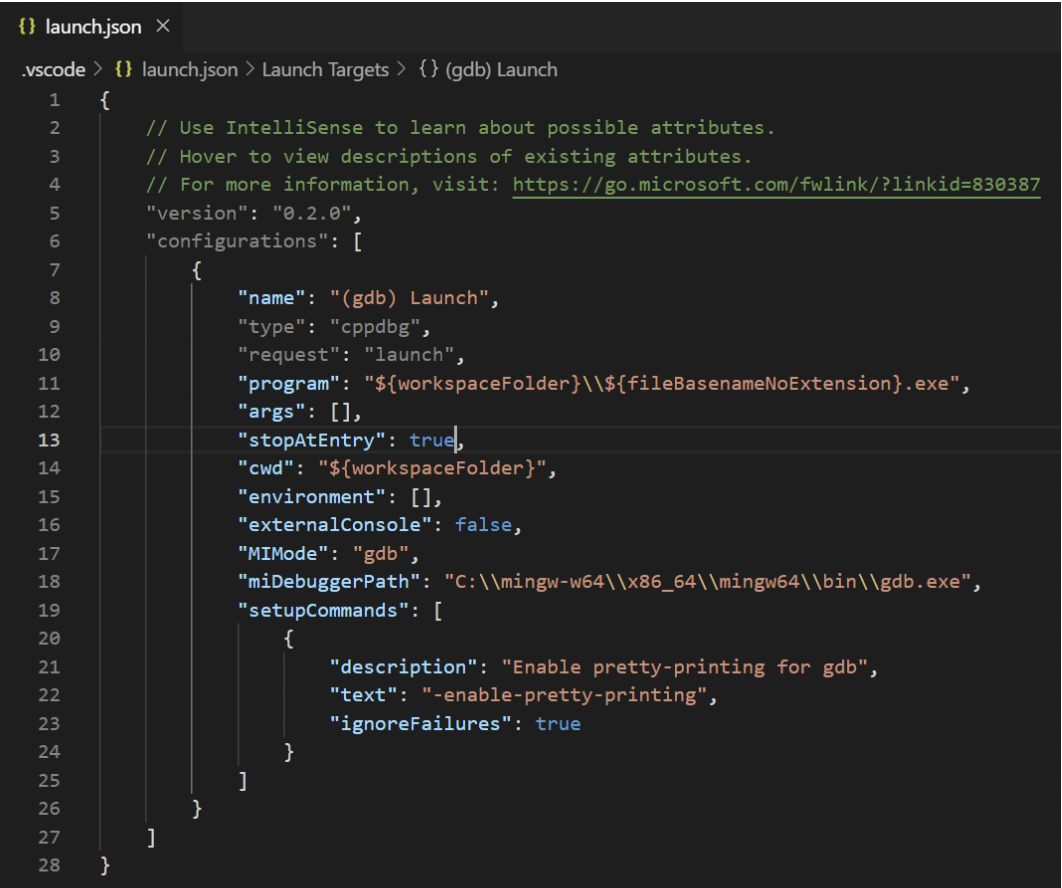 {} launch.json ×
.vscode > {} launch.json > Launch Targets > {} (gdb) Launch
1 {
2 // Use IntelliSense to learn about possible attributes.
3 // Hover to view descriptions of existing attributes.
4 // For more information, visit: https://go.microsoft.com/fwlink/?linkid=830387
5 "version": "0.2.0",
6 "configurations": [
7 {
8 "name": "(gdb) Launch",
9 "type": "cppdbg",
10 "request": "launch",
11 "program": "${workspaceFolder}\\${fileBasenameNoExtension}.exe",
12 "args": [],
13 "stopAtEntry": true,
14 "cwd": "${workspaceFolder}",
15 "environment": [],
16 "externalConsole": false,
17 "MIMode": "gdb",
18 "miDebuggerPath": "C:\\mingw-w64\\x86_64\\mingw64\\bin\\gdb.exe",
19 "setupCommands": [
20 {
21 "description": "Enable pretty-printing for gdb",
22 "text": "-enable-pretty-printing",
23 "ignoreFailures": true
24 }
25 ]
26 }
27 ]
28 }